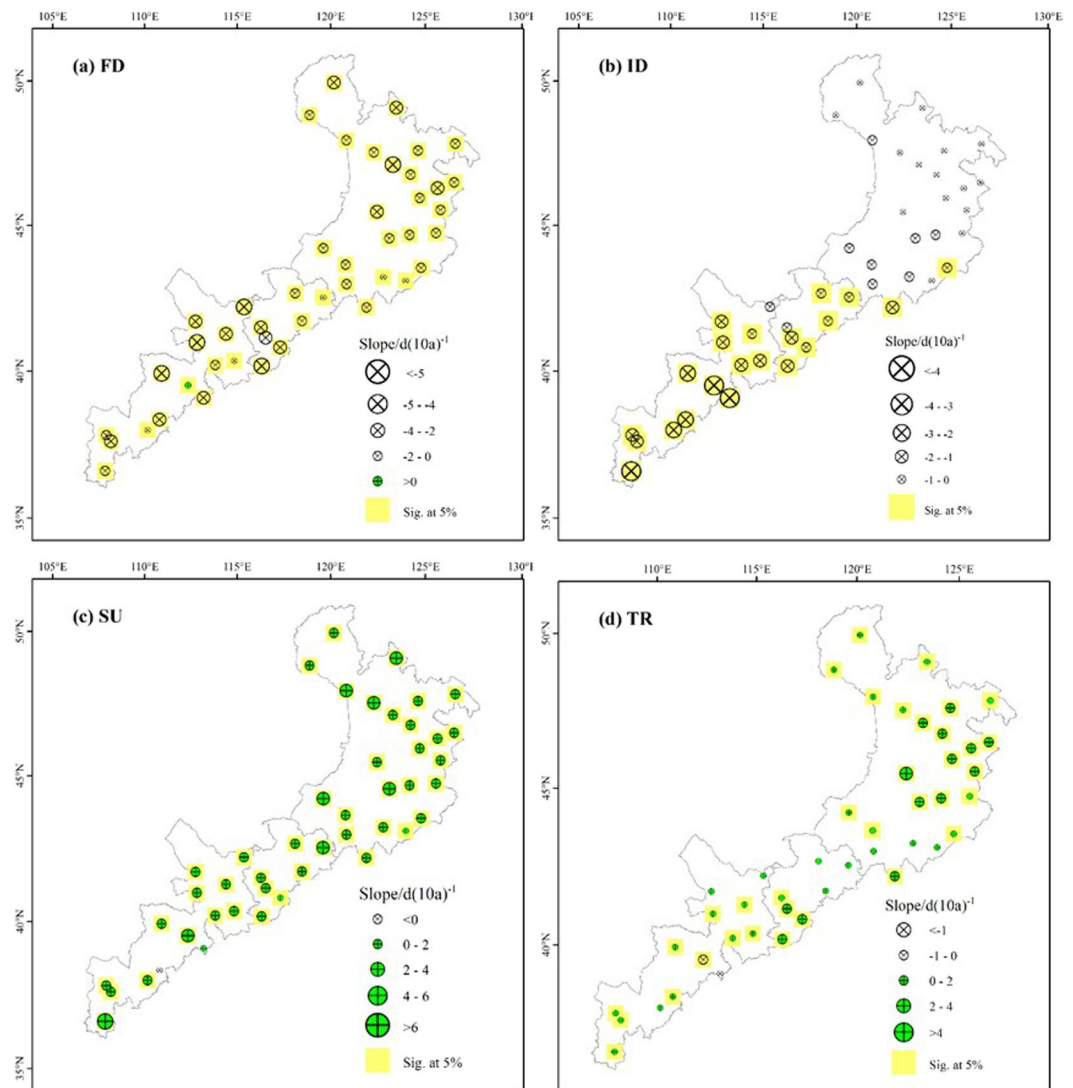 105°E 110°E 115°E 120°E 125°E 130°E
(a) FD
50°N
45°N
40°N
35°N
Slope/d(10a)⁻¹
<-5
-5 - -4
-4 - -2
-2 - 0
>0
Sig. at 5%
105°E 110°E 115°E 120°E 125°E 130°E
(b) ID
50°N
45°N
40°N
35°N
Slope/d(10a)⁻¹
<-4
-4 - -3
-3 - -2
-2 - -1
-1 - 0
Sig. at 5%
105°E 110°E 115°E 120°E 125°E 130°E
(c) SU
50°N
45°N
40°N
35°N
Slope/d(10a)⁻¹
<0
0 - 2
2 - 4
4 - 6
>6
Sig. at 5%
110°E 115°E 120°E 125°E
(d) TR
50°N
45°N
40°N
Slope/d(10a)⁻¹
<-1
-1 - 0
0 - 2
2 - 4
>4
Sig. at 5%